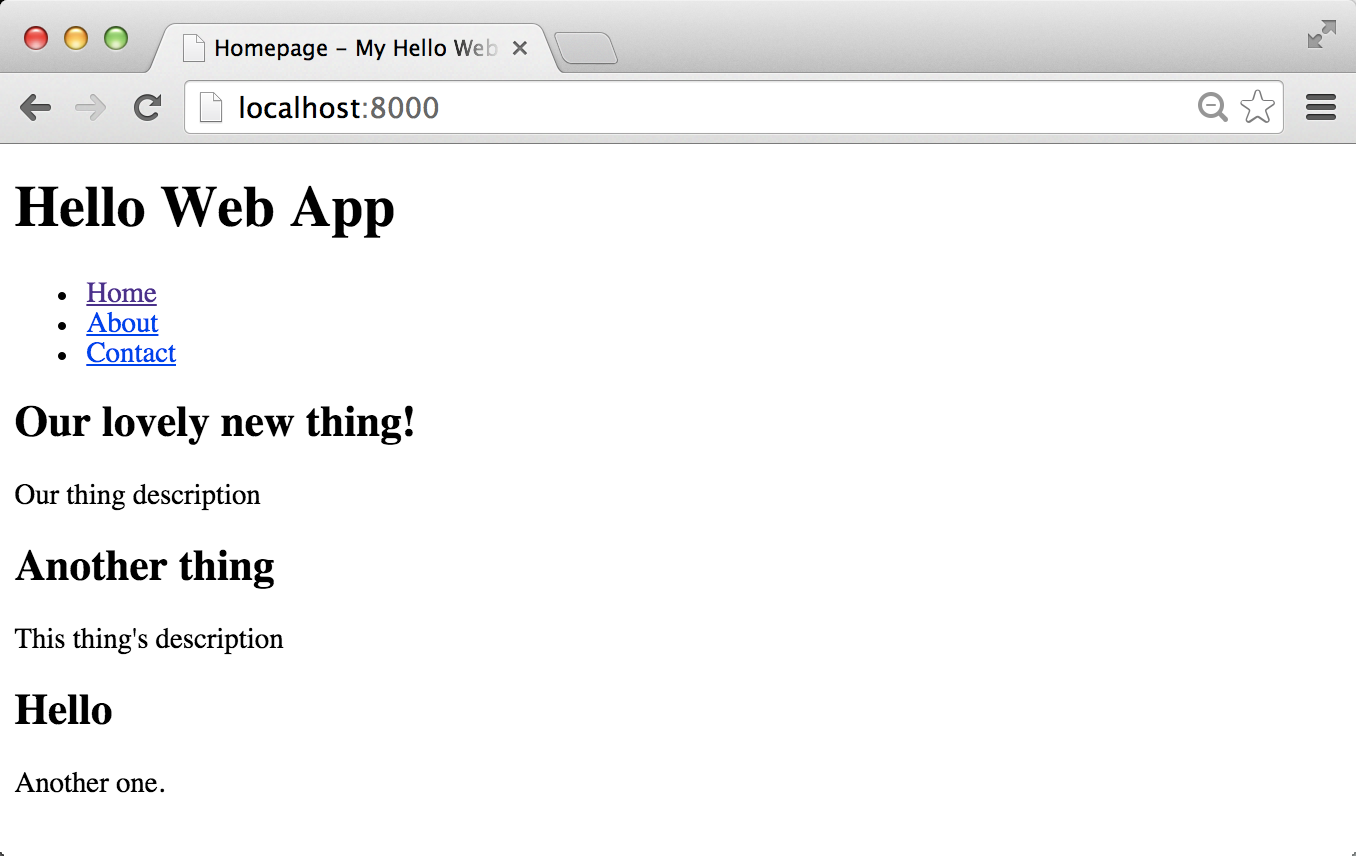 Homepage – My Hello Web
localhost:8000
Hello Web App
Home
About
Contact
Our lovely new thing!
Our thing description
Another thing
This thing's description
Hello
Another one.